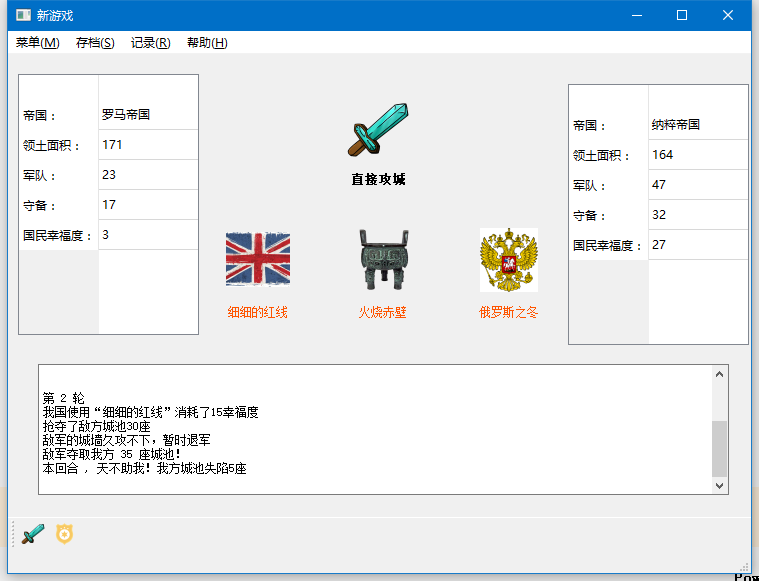 新游戏
菜单(M) 存档(S) 记录(R) 帮助(H)
帝国： 罗马帝国
领土面积： 171
军队： 23
守备： 17
国民幸福度： 3
直接攻城
细细的红线 火烧赤壁 俄罗斯之冬
帝国： 纳粹帝国
领土面积： 164
军队： 47
守备： 32
国民幸福度： 27
第 2 轮
我国使用“细细的红线”消耗了15幸福度
抢夺了敌方城池30座
敌军的城墙久攻不下，暂时退军
敌军夺取我方 35 座城池！
本回合 ，天不助我！我方城池失陷5座